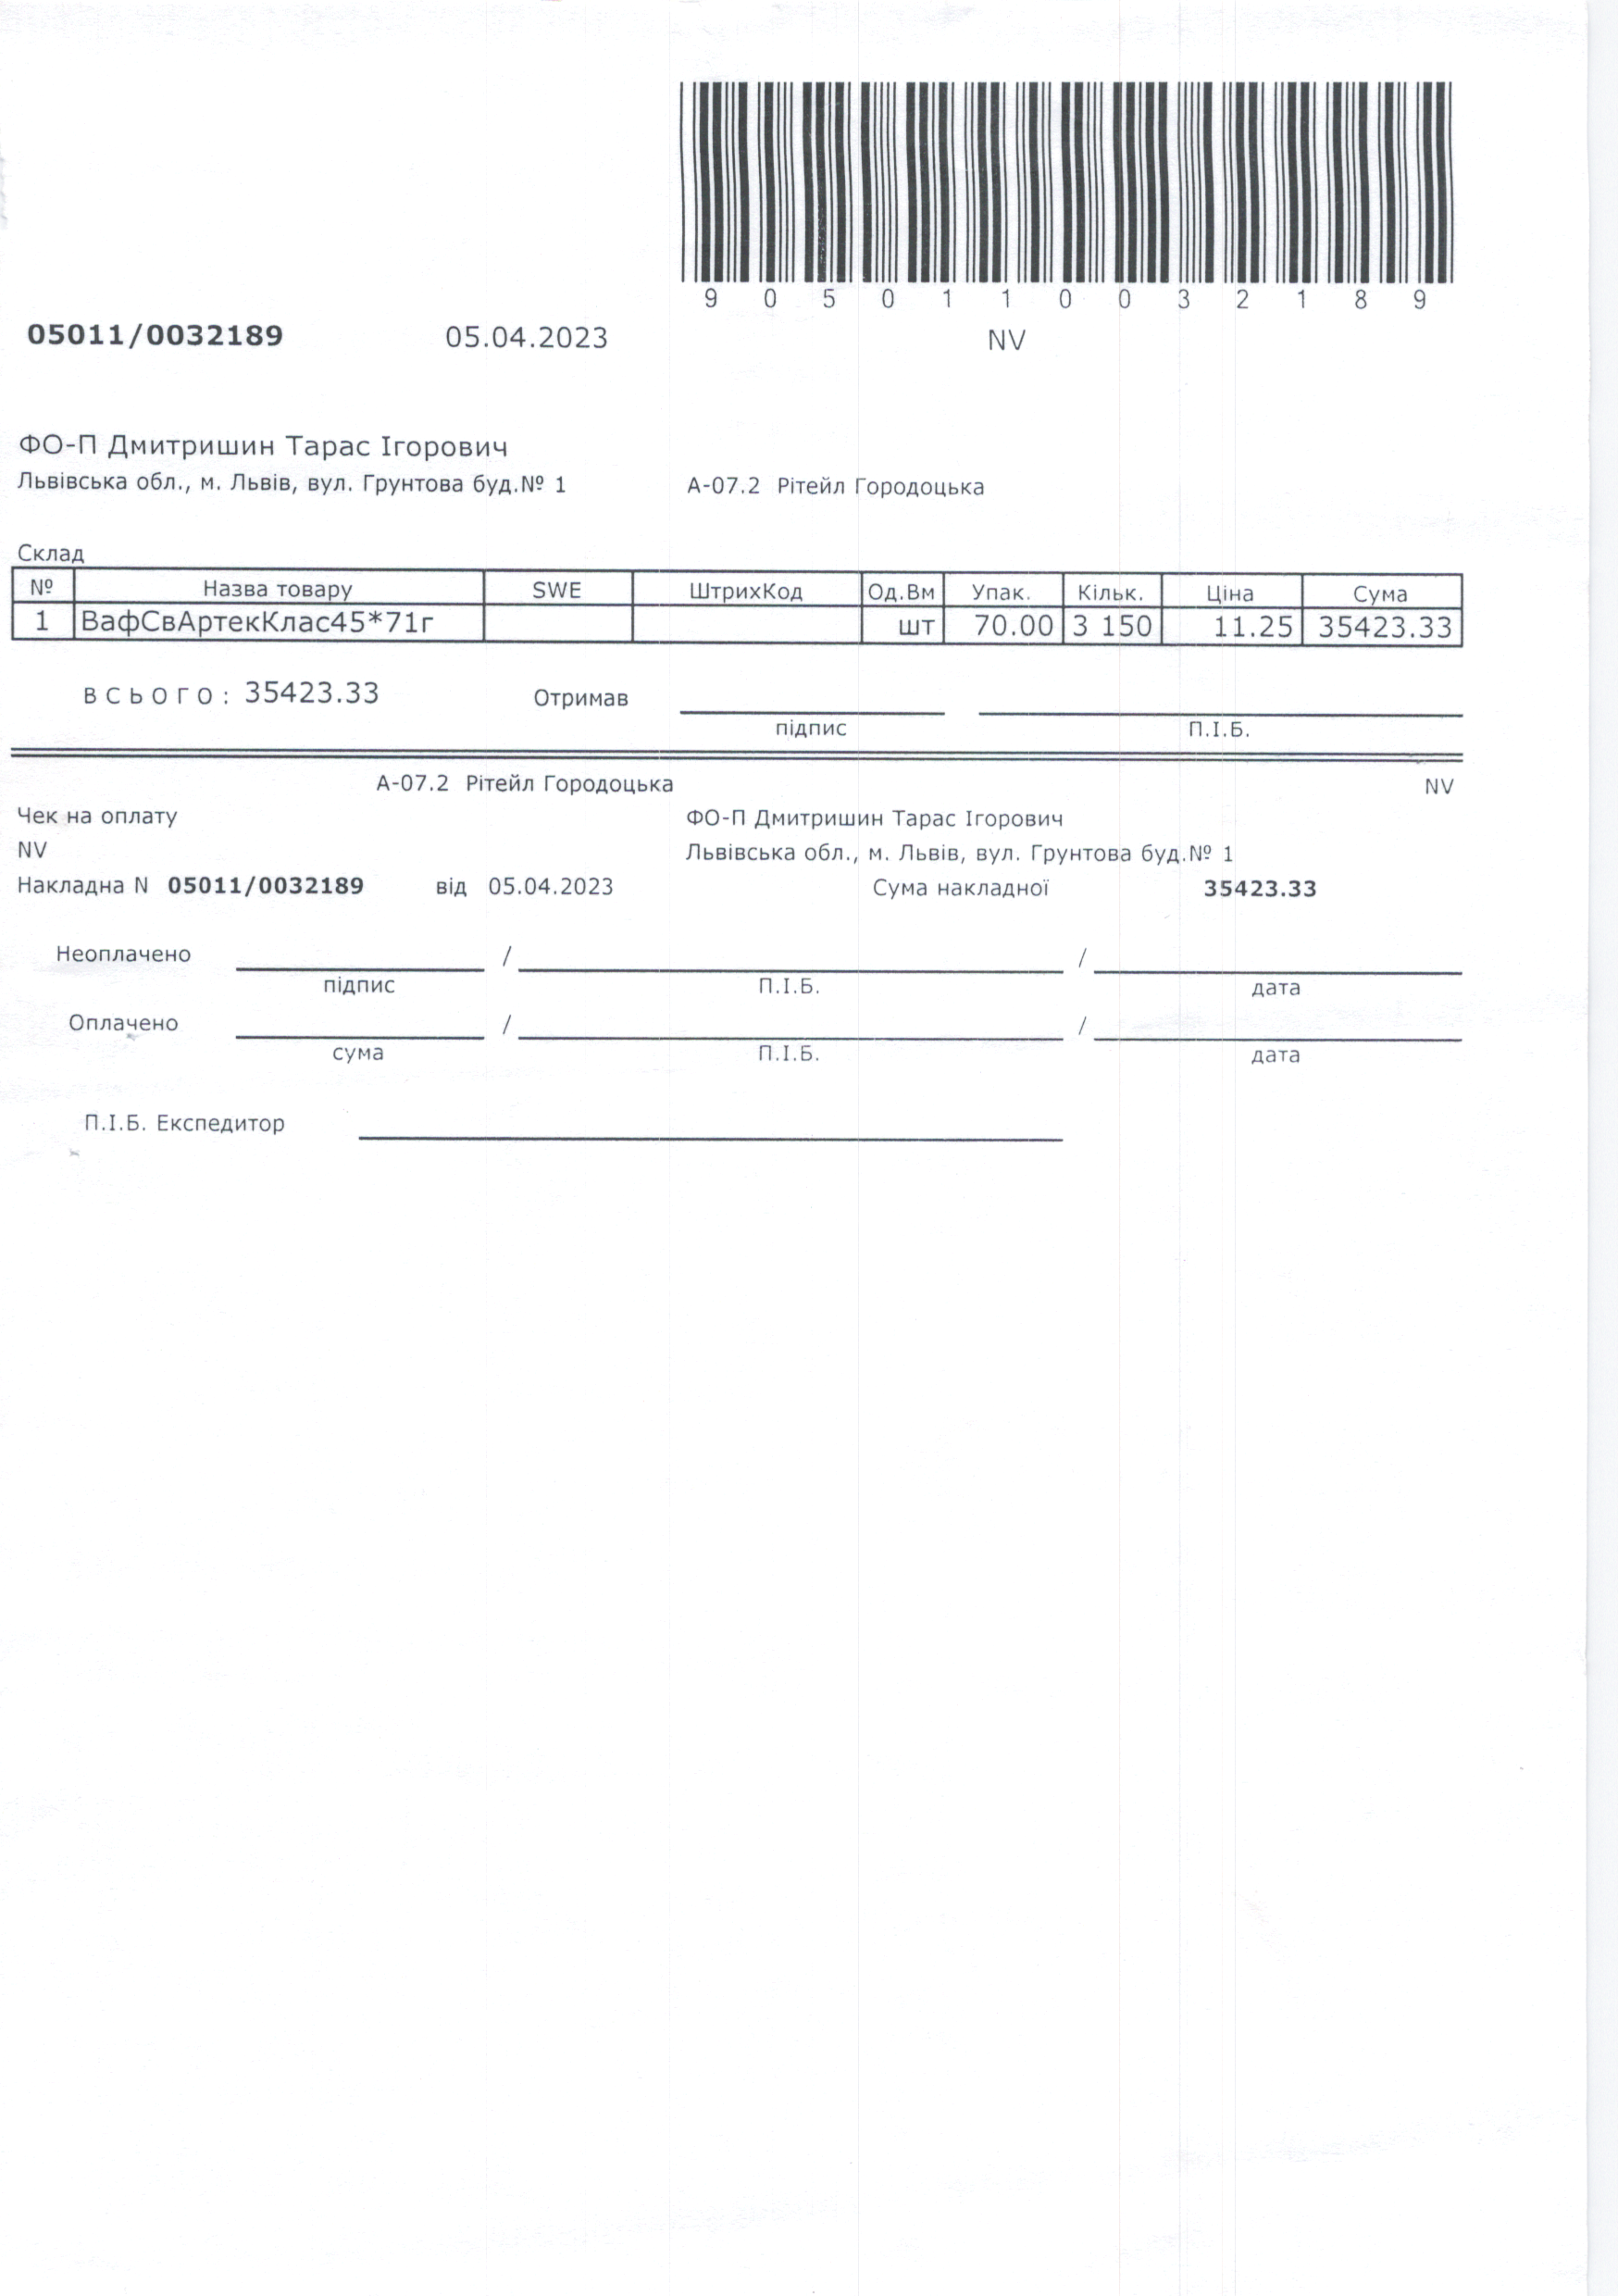 9 0 5 0 1 1 0 0 3 2 1 8 9
05011/0032189 05.04.2023 NV
ФО-П Дмитришин Тарас Ігорович
Львівська обл., м. Львів, вул. Грунтова буд.№ 1 А-07.2 Рітейл Городоцька
Склад
№ Назва товару SWE ШтрихКод Од.Вм Упак. Кільк. Ціна Сума
1 ВафСвАртекКлас45*71г шт 70.00 3 150 11.25 35423.33
В С Ь О Г О : 35423.33 Отримав
підпис П.І.Б.
А-07.2 Рітейл Городоцька NV
Чек на оплату ФО-П Дмитришин Тарас Ігорович
NV Львівська обл., м. Львів, вул. Грунтова буд.№ 1
Накладна N 05011/0032189 від 05.04.2023 Сума накладної 35423.33
Неоплачено / /
підпис П.І.Б. дата
Оплачено / /
сума П.І.Б. дата
П.І.Б. Експедитор